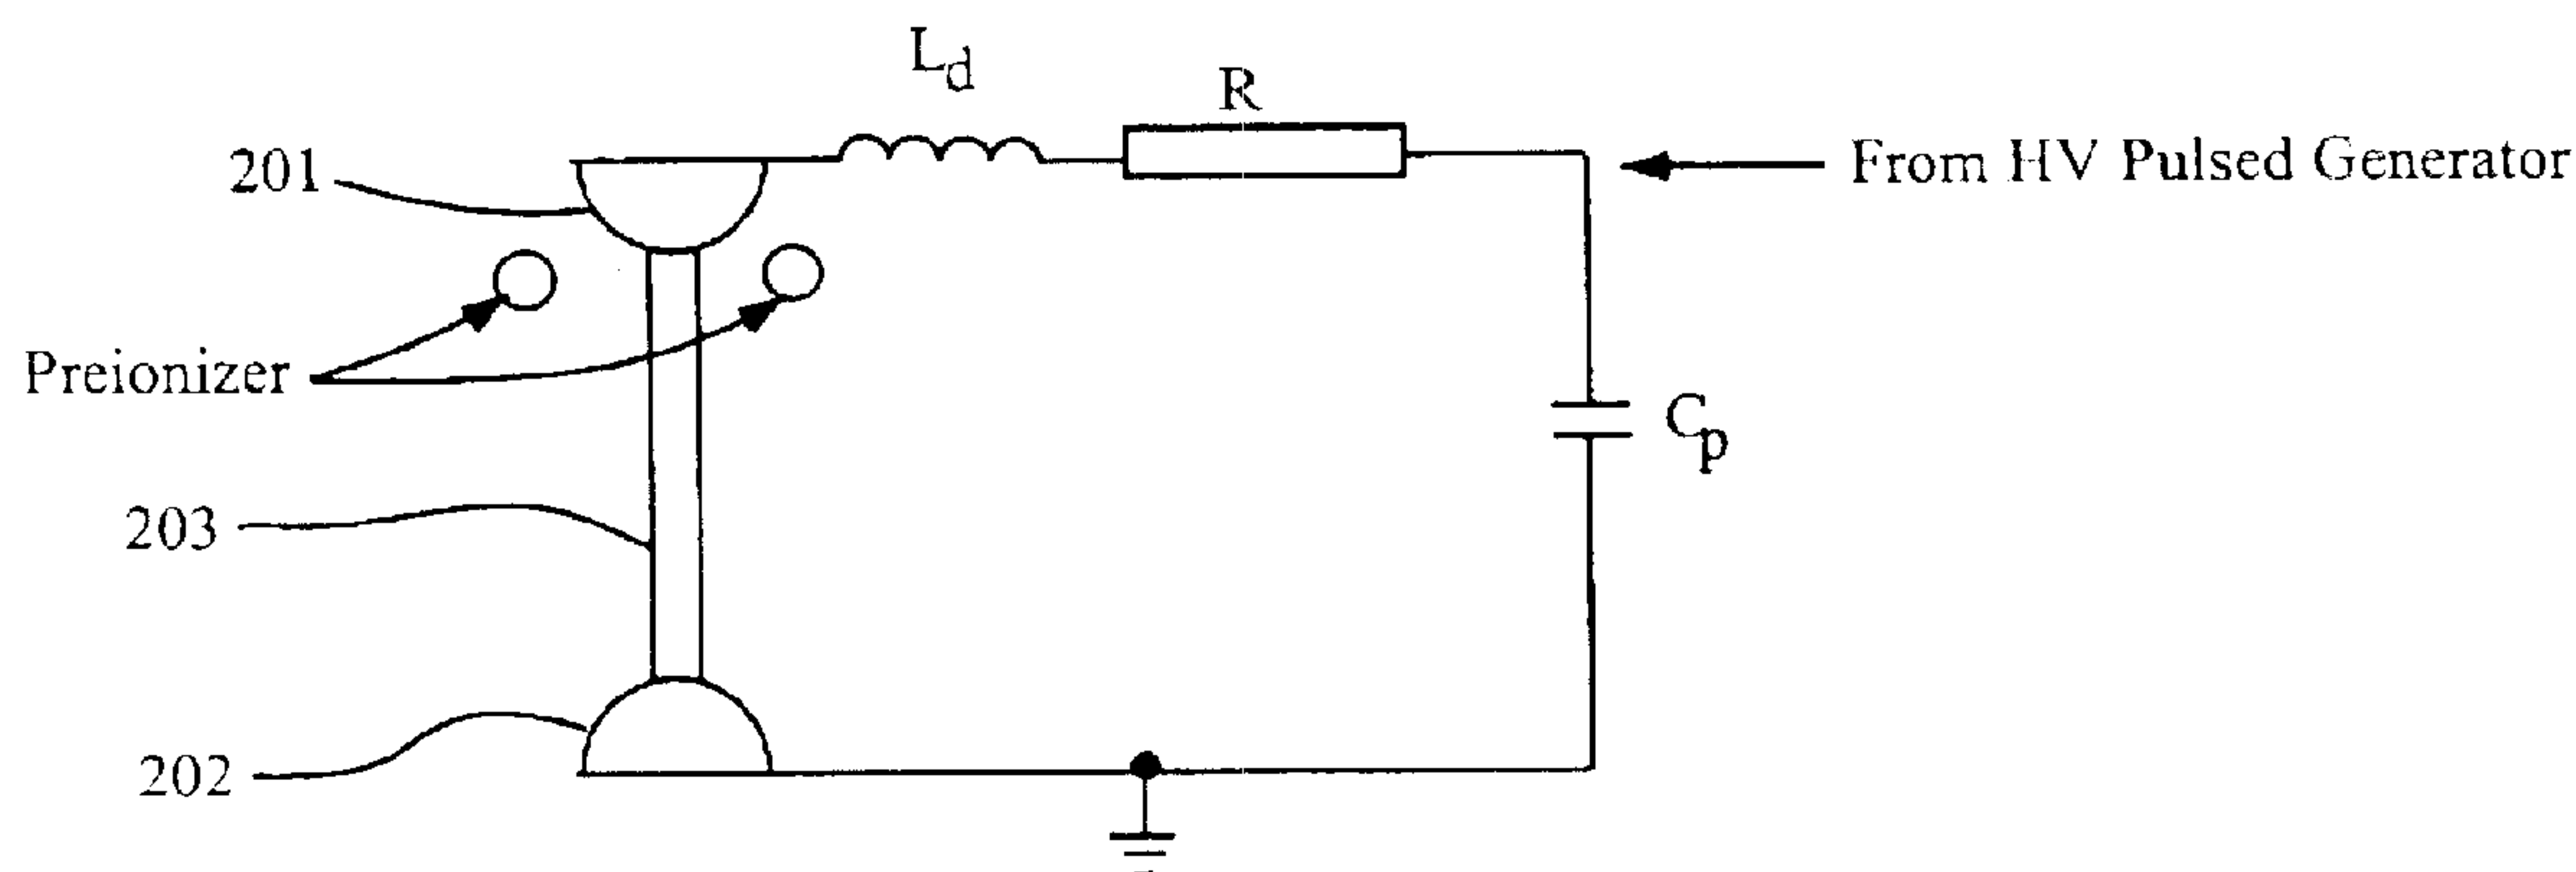 L_d
R
201
From HV Pulsed Generator
Preionizer
C_p
203
202